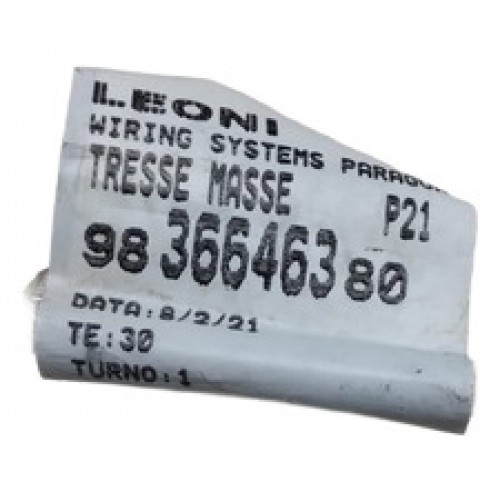 LEONI
WIRING SYSTEMS
TRESSE MASSE P21
98 366463 80
DATA:8/2/21
TE:30
TURNO:1